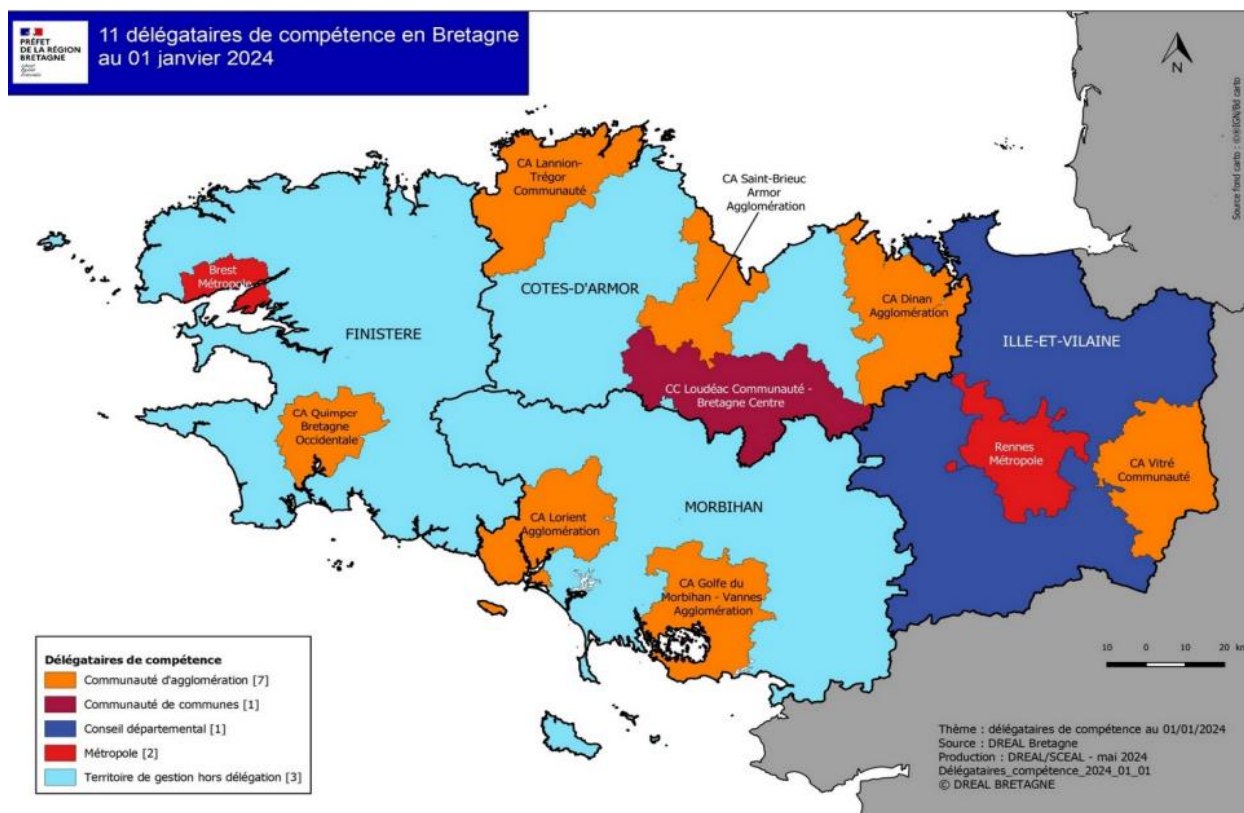 PRÉFET
DE LA RÉGION
BRETAGNE
Liberté
Égalité
Fraternité
11 délégataires de compétence en Bretagne
au 01 janvier 2024
N
Source fond carto : ©®IGN/Bd carto
CA Lannion-
Trégor
Communauté
CA Saint-Brieuc
Armor
Agglomération
Brest
Métropole
COTES-D'ARMOR
CA Dinan
Agglomération
FINISTERE
ILLE-ET-VILAINE
CC Loudéac Communauté -
Bretagne Centre
CA Quimper
Bretagne
Occidentale
Rennes
Métropole
CA Vitré
Communauté
MORBIHAN
CA Lorient
Agglomération
CA Golfe du
Morbihan - Vannes
Agglomération
Délégataires de compétence
Communauté d'agglomération [7]
Communauté de communes [1]
Conseil départemental [1]
Métropole [2]
Territoire de gestion hors délégation [3]
10 0 10 20 km
Thème : délégataires de compétence au 01/01/2024
Source : DREAL Bretagne
Production : DREAL/SCEAL - mai 2024
Délégataires_compétence_2024_01_01
© DREAL BRETAGNE